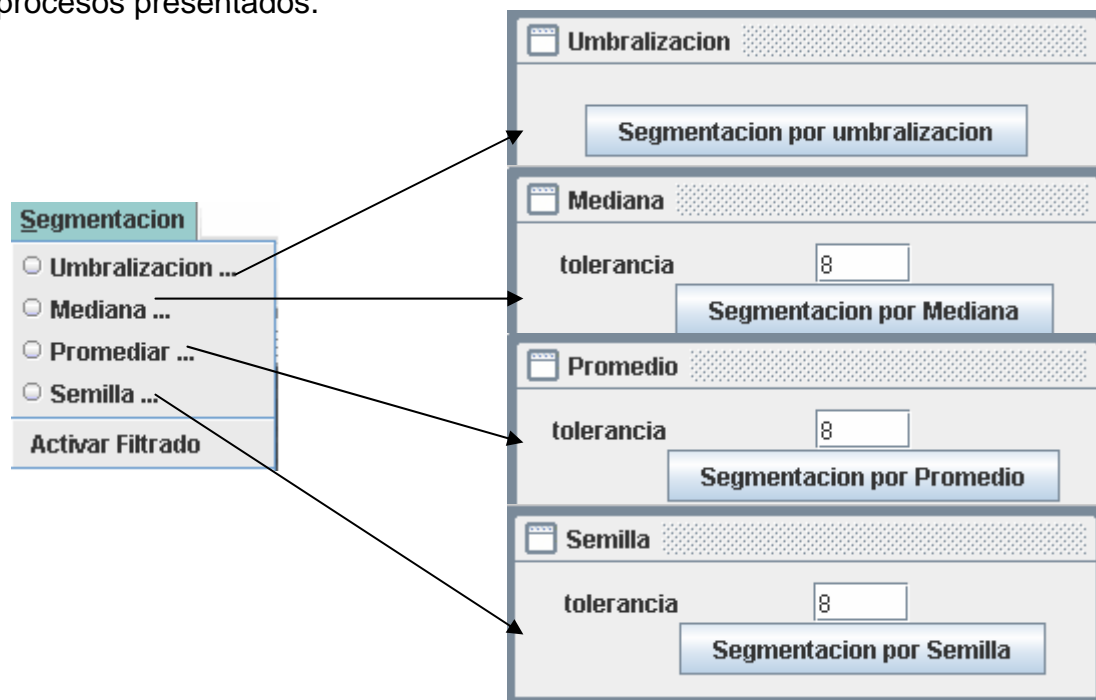 procesos presentados.
Segmentacion
Umbralizacion ...
Mediana ...
Promediar ...
Semilla ...
Activar Filtrado
Umbralizacion
Segmentacion por umbralizacion
Mediana
tolerancia 8
Segmentacion por Mediana
Promedio
tolerancia 8
Segmentacion por Promedio
Semilla
tolerancia 8
Segmentacion por Semilla